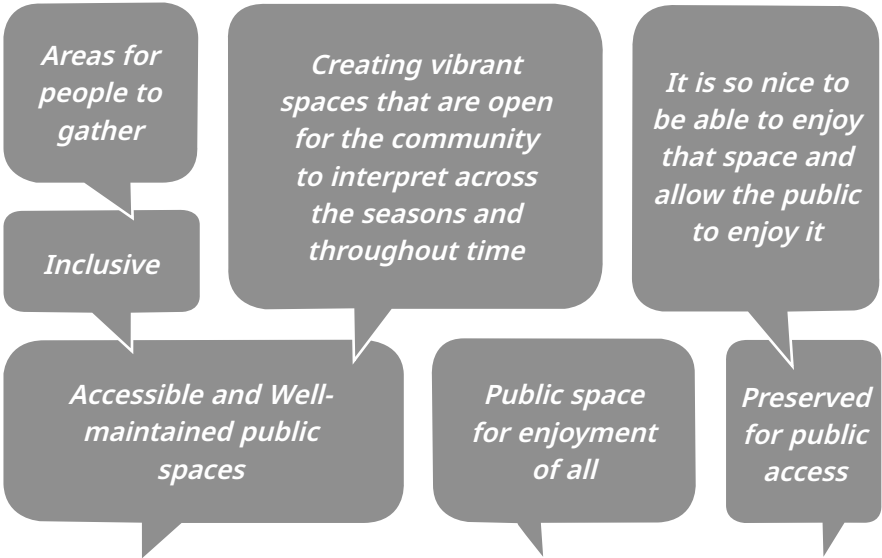 Areas for
people to
gather
Creating vibrant
spaces that are open
for the community
to interpret across
the seasons and
throughout time
It is so nice to
be able to enjoy
that space and
allow the public
to enjoy it
Inclusive
Accessible and Well-
maintained public
spaces
Public space
for enjoyment
of all
Preserved
for public
access